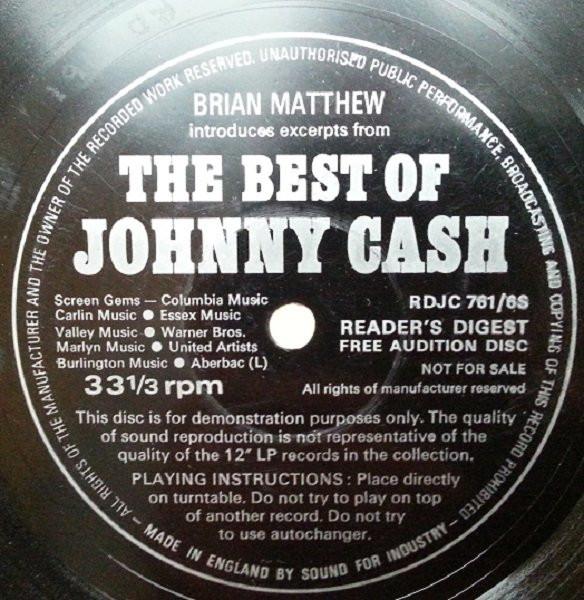 ALL RIGHTS OF THE MANUFACTURER AND THE OWNER OF THE RECORDED WORK RESERVED. UNAUTHORISED PUBLIC PERFORMANCE, BROADCASTING AND COPYING OF THIS RECORD PROHIBITED
BRIAN MATTHEW
introduces excerpts from
THE BEST OF
JOHNNY CASH
Screen Gems — Columbia Music
Carlin Music ● Essex Music
Valley Music ● Warner Bros.
Marlyn Music ● United Artists
Burlington Music ● Aberbac (L)
33 1/3 rpm
RDJC 761/6S
READER'S DIGEST
FREE AUDITION DISC
NOT FOR SALE
All rights of manufacturer reserved
This disc is for demonstration purposes only. The quality
of sound reproduction is not representative of the
quality of the 12" LP records in the collection.
PLAYING INSTRUCTIONS : Place directly
on turntable. Do not try to play on top
of another record. Do not try
to use autochanger.
— MADE IN ENGLAND BY SOUND FOR INDUSTRY —